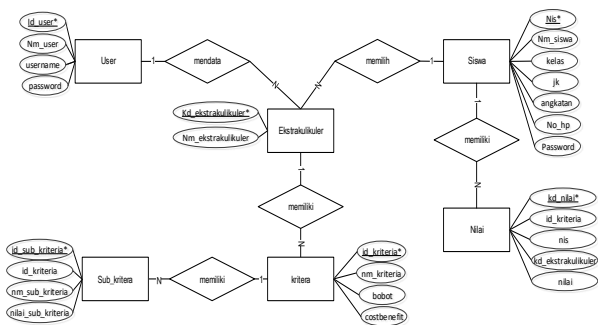 Id_user*
Nm_user
username
password
User
1
mendata
N
memilih
N
1
Siswa
Nis*
Nm_siswa
kelas
jk
angkatan
No_hp
Password
Kd_ekstrakulikuler*
Nm_ekstrakulikuler
Ekstrakulikuler
1
memiliki
N
1
memiliki
N
Nilai
kd_nilai*
id_kriteria
nis
kd_ekstrakulikuler
nilai
id_sub_kriteria*
id_kriteria
nm_sub_kriteria
nilai_sub_kriteria
Sub_kritera
N
memiliki
1
kritera
id_kriteria*
nm_kriteria
bobot
costbenefit